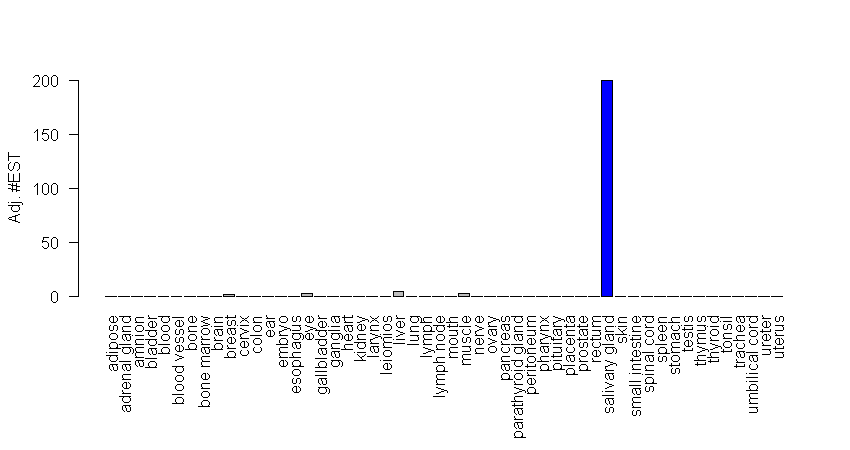 Adj. #EST
200
150
100
50
0
adipose
adrenal gland
amnion
bladder
blood
blood vessel
bone
bone marrow
brain
breast
cervix
colon
ear
embryo
esophagus
eye
gallbladder
ganglia
heart
kidney
larynx
leiomios
liver
lung
lymph
lymph node
mouth
muscle
nerve
ovary
pancreas
parathyroid gland
peritoneum
pharynx
pituitary
placenta
prostate
rectum
salivary gland
skin
small intestine
spinal cord
spleen
stomach
testis
thymus
thyroid
tonsil
trachea
umbilical cord
ureter
uterus